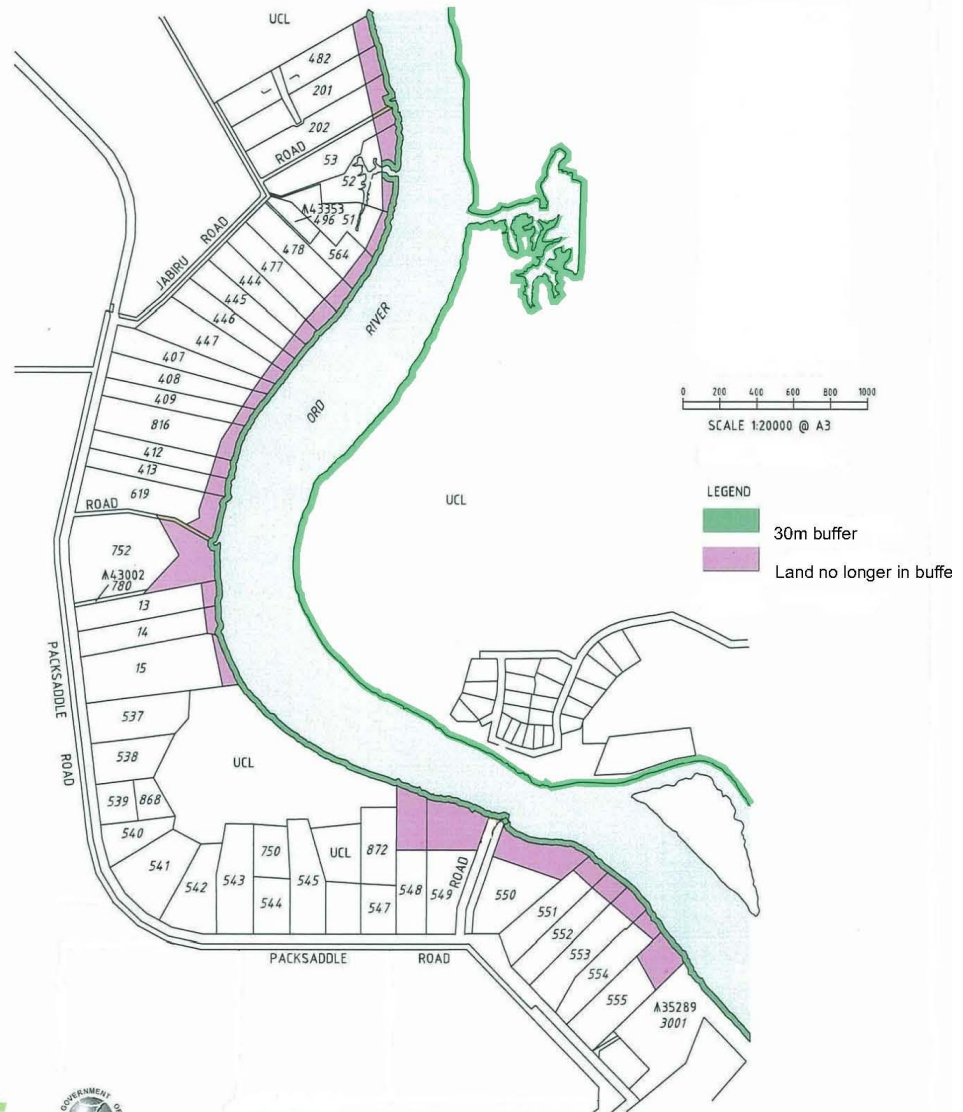 UCL
482
201
202
ROAD
53
52
⩚43353
496
51
JABIRU ROAD
478
564
477
444
445
446
447
RIVER
407
408
409
ORD
816
412
413
619
ROAD
752
⩚43002
780
13
14
15
PACKSADDLE
ROAD
537
538
UCL
539
868
540
541
542
543
750
544
545
UCL
872
547
548
549
ROAD
550
551
552
553
554
555
⩚35289
3001
PACKSADDLE ROAD
UCL
0 200 400 600 800 1000
SCALE 1:20000 @ A3
LEGEND
30m buffer
Land no longer in buffe
GOVERNMENT OF